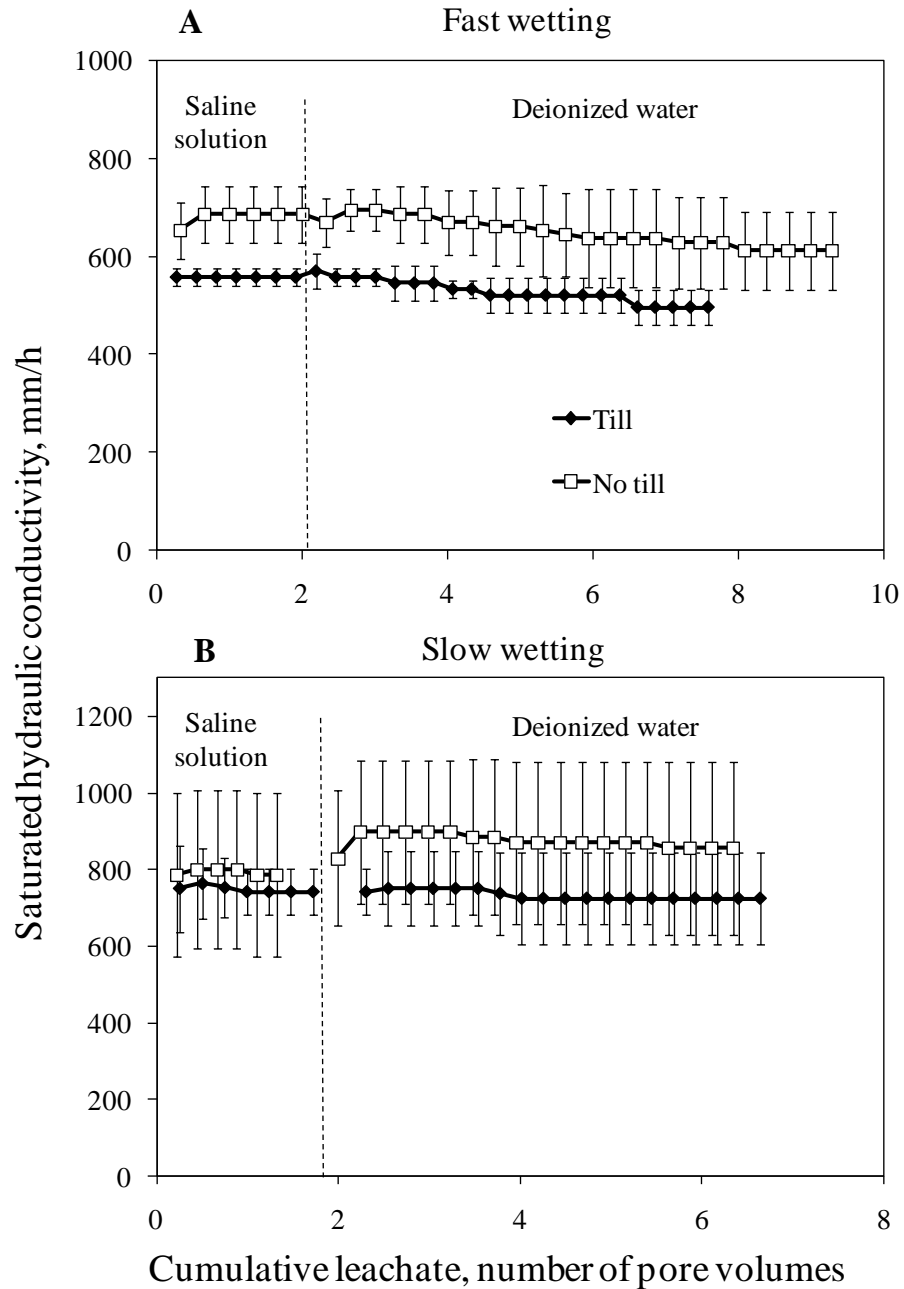 A Fast wetting
1000
800
600
400
200
0
Saline
solution
Deionized water
Till
No till
0 2 4 6 8 10
B Slow wetting
1200
1000
800
600
400
200
0
Saline
solution
Deionized water
0 2 4 6 8
Saturated hydraulic conductivity, mm/h
Cumulative leachate, number of pore volumes